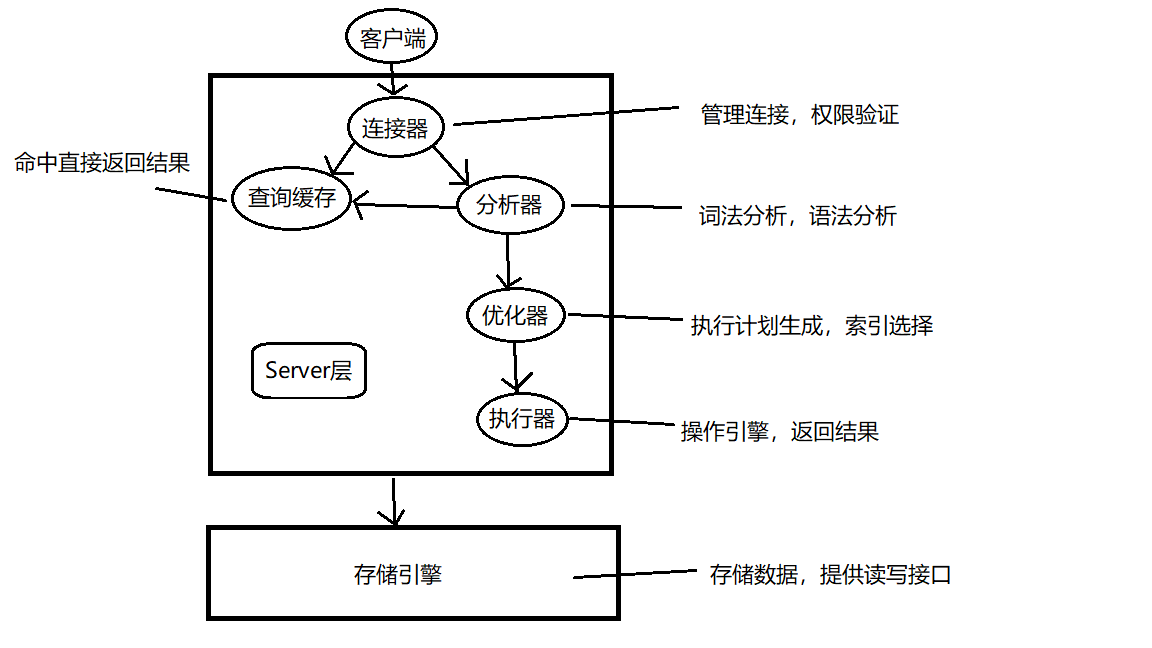 客户端
连接器
管理连接，权限验证
命中直接返回结果
查询缓存
分析器
词法分析，语法分析
优化器
执行计划生成，索引选择
Server层
执行器
操作引擎，返回结果
存储引擎
存储数据，提供读写接口